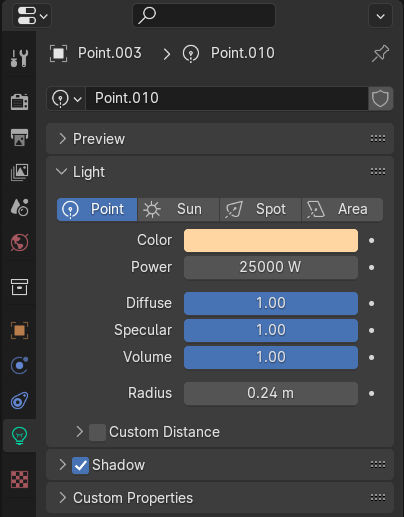 Point.003 > Point.010
Point.010
Preview
Light
Point Sun Spot Area
Color
Power 25000 W
Diffuse 1.00
Specular 1.00
Volume 1.00
Radius 0.24 m
Custom Distance
Shadow
Custom Properties